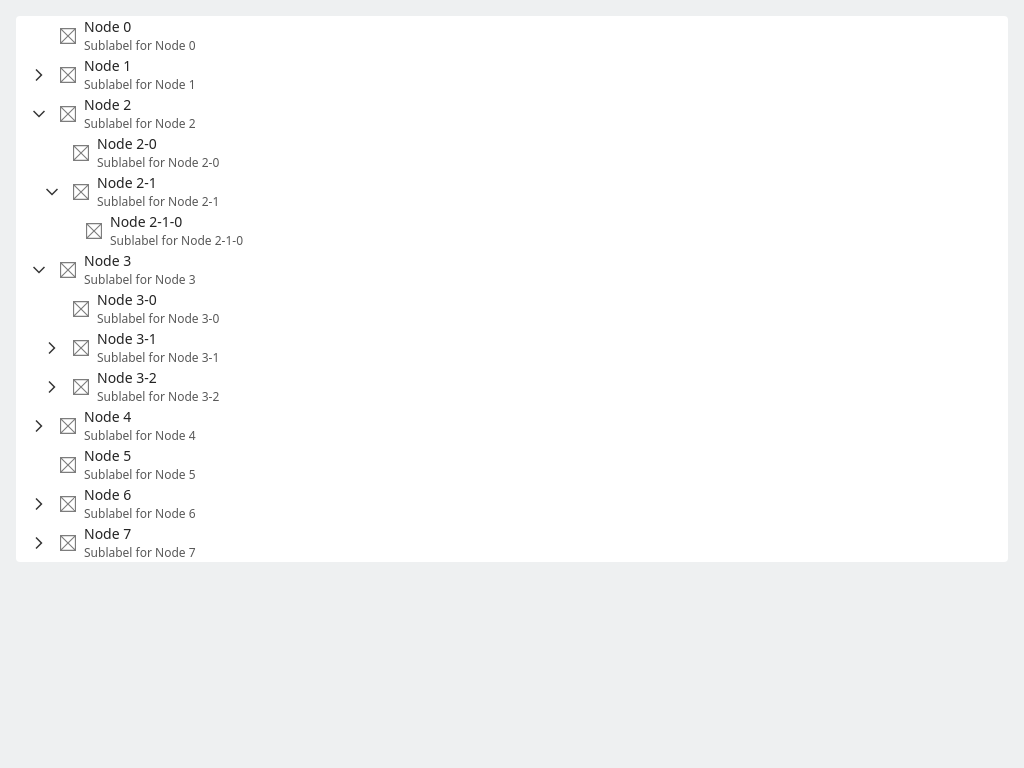 Node 0
Sublabel for Node 0
Node 1
Sublabel for Node 1
Node 2
Sublabel for Node 2
Node 2-0
Sublabel for Node 2-0
Node 2-1
Sublabel for Node 2-1
Node 2-1-0
Sublabel for Node 2-1-0
Node 3
Sublabel for Node 3
Node 3-0
Sublabel for Node 3-0
Node 3-1
Sublabel for Node 3-1
Node 3-2
Sublabel for Node 3-2
Node 4
Sublabel for Node 4
Node 5
Sublabel for Node 5
Node 6
Sublabel for Node 6
Node 7
Sublabel for Node 7